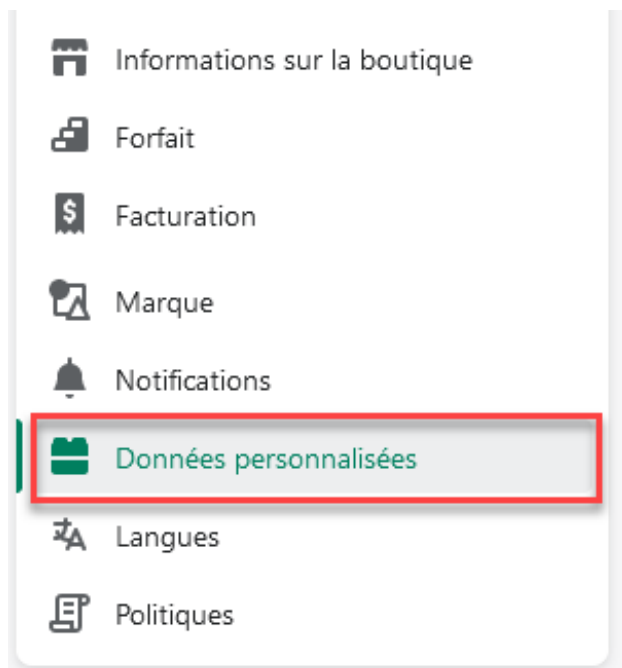 Informations sur la boutique
Forfait
Facturation
Marque
Notifications
Données personnalisées
Langues
Politiques